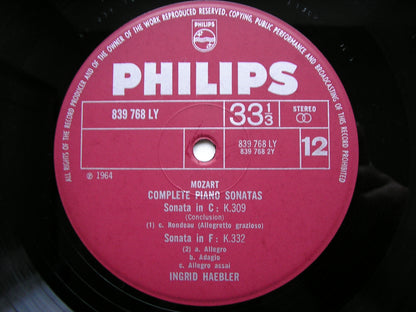 ALL RIGHTS OF THE RECORD PRODUCER AND OF THE OWNER OF THE WORK REPRODUCED RESERVED. COPYING, PUBLIC PERFORMANCE AND BROADCASTING OF THIS RECORD PROHIBITED
PHILIPS
PHILIPS
839 768 LY
33 1/3
STEREO
839 768 LY
839 768 2Y
12
℗ 1964
MOZART
COMPLETE PIANO SONATAS
Sonata in C : K.309
(Conclusion)
(1) c. Rondeau (Allegretto grazioso)
Sonata in F : K.332
(2) a. Allegro
b. Adagio
c. Allegro assai
INGRID HAEBLER